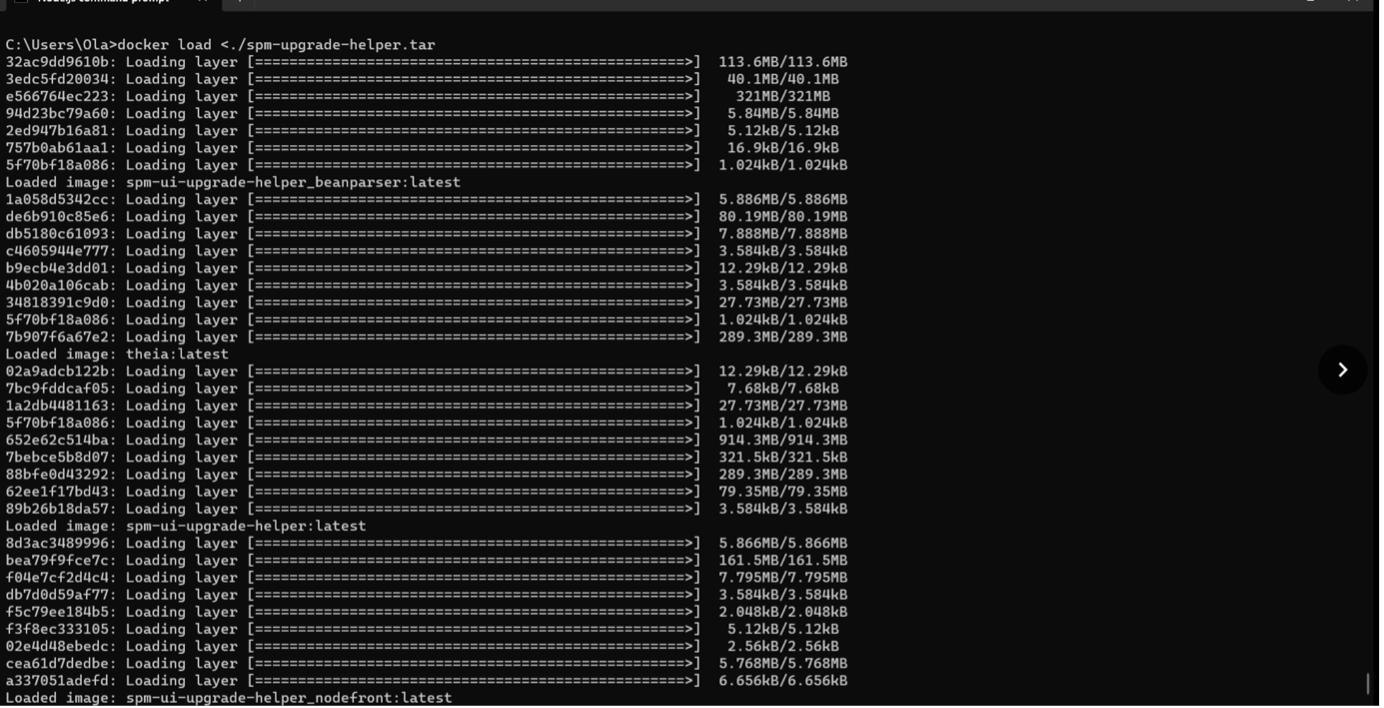 Node.js command prompt
C:\Users\Ola>docker load <./spm-upgrade-helper.tar
32ac9dd9610b: Loading layer [==================================================>]  113.6MB/113.6MB
3edc5fd20034: Loading layer [==================================================>]  40.1MB/40.1MB
e566764ec223: Loading layer [==================================================>]  321MB/321MB
94d23bc79a60: Loading layer [==================================================>]  5.84MB/5.84MB
2ed947b16a81: Loading layer [==================================================>]  5.12kB/5.12kB
757b0ab61aa1: Loading layer [==================================================>]  16.9kB/16.9kB
5f70bf18a086: Loading layer [==================================================>]  1.024kB/1.024kB
Loaded image: spm-ui-upgrade-helper_beanparser:latest
1a058d5342cc: Loading layer [==================================================>]  5.886MB/5.886MB
de6b910c85e6: Loading layer [==================================================>]  80.19MB/80.19MB
db5180c61093: Loading layer [==================================================>]  7.888MB/7.888MB
c4605944e777: Loading layer [==================================================>]  3.584kB/3.584kB
b9ecb4e3dd01: Loading layer [==================================================>]  12.29kB/12.29kB
4b020a106cab: Loading layer [==================================================>]  3.584kB/3.584kB
34818391c9d0: Loading layer [==================================================>]  27.73MB/27.73MB
5f70bf18a086: Loading layer [==================================================>]  1.024kB/1.024kB
7b907f6a67e2: Loading layer [==================================================>]  289.3MB/289.3MB
Loaded image: theia:latest
02a9adcb122b: Loading layer [==================================================>]  12.29kB/12.29kB
7bc9fddcaf05: Loading layer [==================================================>]  7.68kB/7.68kB
1a2db4481163: Loading layer [==================================================>]  27.73MB/27.73MB
5f70bf18a086: Loading layer [==================================================>]  1.024kB/1.024kB
652e62c514ba: Loading layer [==================================================>]  914.3MB/914.3MB
7bebce5b8d07: Loading layer [==================================================>]  321.5kB/321.5kB
88bfe0d43292: Loading layer [==================================================>]  289.3MB/289.3MB
62ee1f17bd43: Loading layer [==================================================>]  79.35MB/79.35MB
89b26b18da57: Loading layer [==================================================>]  3.584kB/3.584kB
Loaded image: spm-ui-upgrade-helper:latest
8d3ac3489996: Loading layer [==================================================>]  5.866MB/5.866MB
bea79f9fce7c: Loading layer [==================================================>]  161.5MB/161.5MB
f04e7cf2d4c4: Loading layer [==================================================>]  7.795MB/7.795MB
db7d0d59af77: Loading layer [==================================================>]  3.584kB/3.584kB
f5c79ee184b5: Loading layer [==================================================>]  2.048kB/2.048kB
f3f8ec333105: Loading layer [==================================================>]  5.12kB/5.12kB
02e4d48ebedc: Loading layer [==================================================>]  2.56kB/2.56kB
cea61d7dedbe: Loading layer [==================================================>]  5.768MB/5.768MB
a337051adefd: Loading layer [==================================================>]  6.656kB/6.656kB
Loaded image: spm-ui-upgrade-helper_nodefront:latest